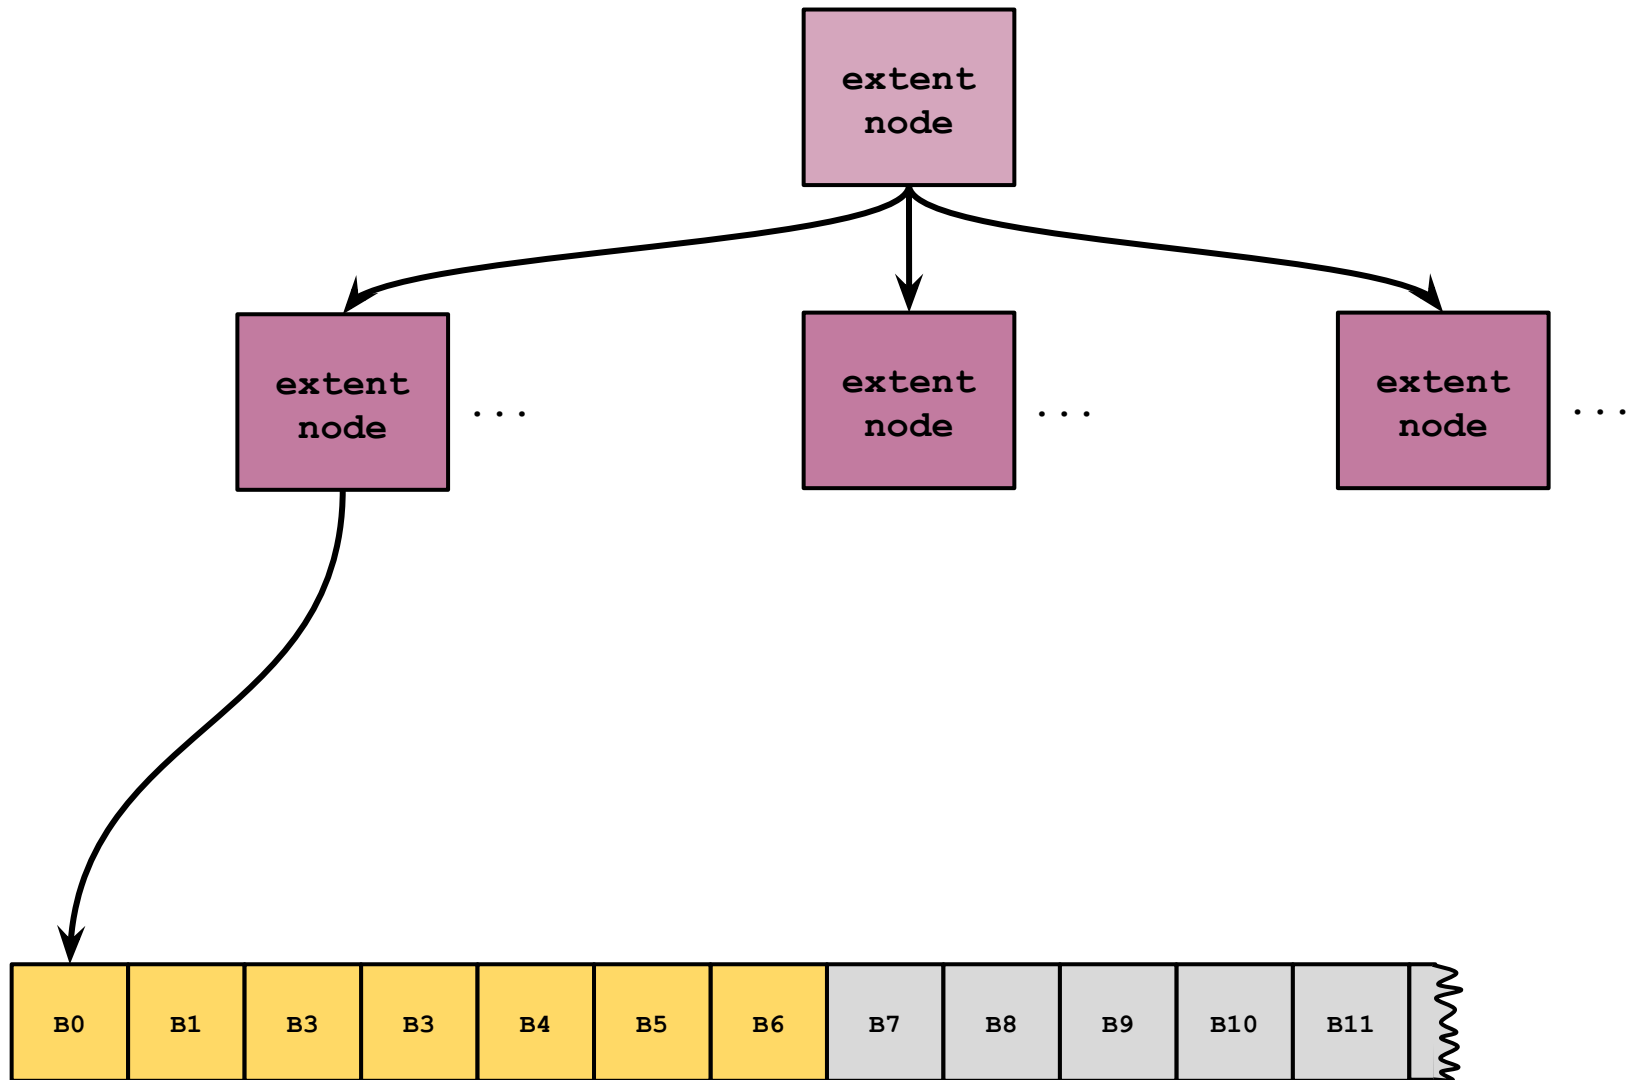 extent
node
extent
node
...
extent
node
...
extent
node
...
B0 B1 B3 B3 B4 B5 B6 B7 B8 B9 B10 B11